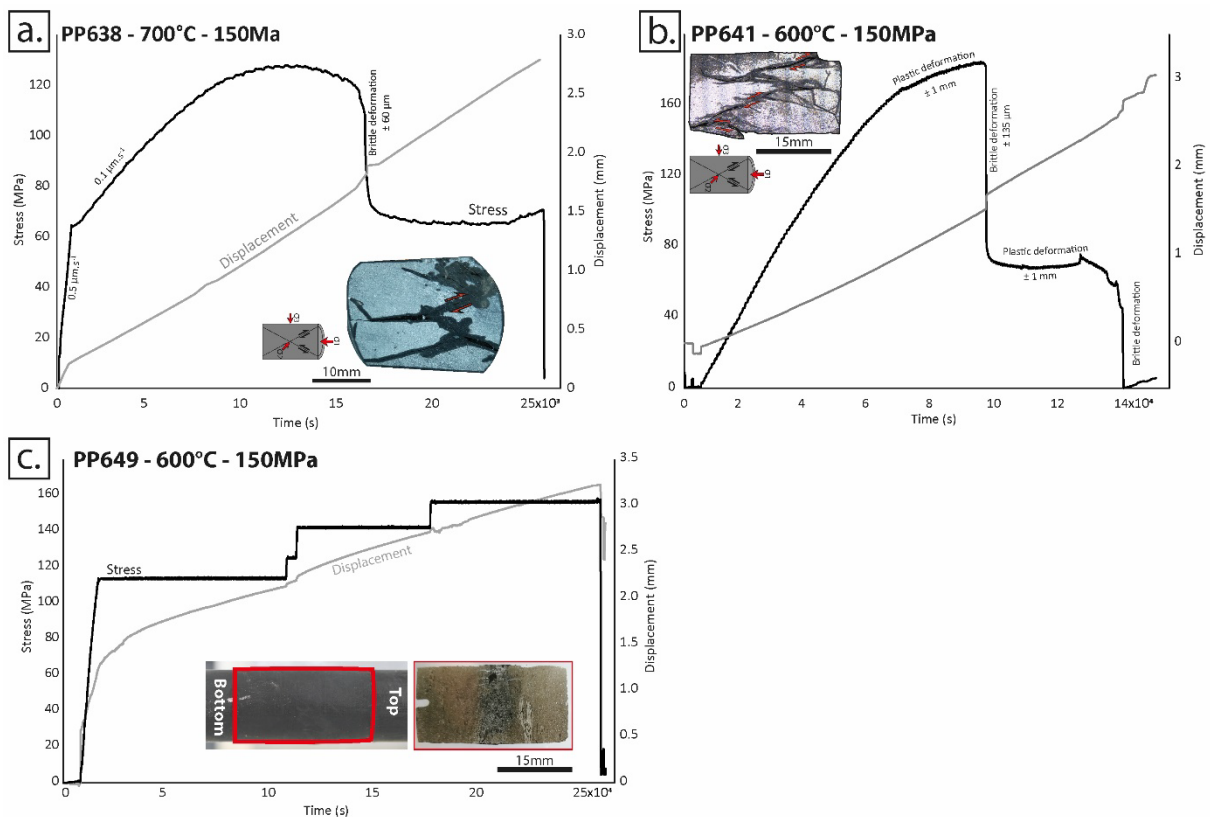 a.
PP638 - 700°C - 150Ma
Stress (MPa)
120
100
80
60
40
20
0
0.5 µm.s⁻¹
0.1 µm.s⁻¹
Brittle deformation
± 60 µm
Displacement
Stress
10mm
Displacement (mm)
3.0
2.5
2.0
1.5
1.0
0.5
0
0
5
10
15
20
25x10³
Time (s)
b.
PP641 - 600°C - 150MPa
Stress (MPa)
160
120
80
40
0
15mm
σ3
σ2
σ1
Plastic deformation
± 1 mm
Brittle deformation
± 135 µm
Plastic deformation
± 1 mm
Brittle deformation
Displacement (mm)
3
2
1
0
0
2
4
6
8
10
12
14x10⁴
Time (s)
c.
PP649 - 600°C - 150MPa
Stress (MPa)
160
140
120
100
80
60
40
20
0
Stress
Displacement
Bottom
Top
15mm
Displacement (mm)
3.5
3.0
2.5
2.0
1.5
1.0
0.5
0
0
5
10
15
20
25x10⁴
Time (s)